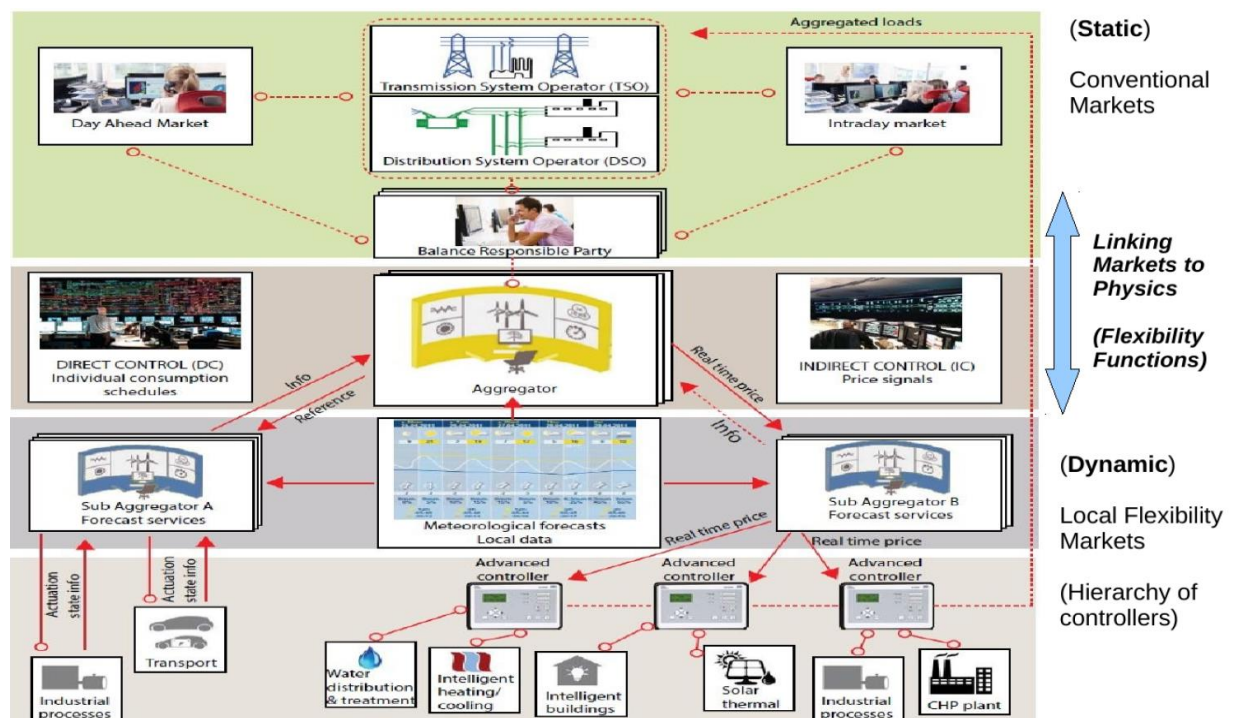 Aggregated loads
(Static)
Conventional
Markets
Transmission System Operator (TSO)
Day Ahead Market
Intraday market
Distribution System Operator (DSO)
Balance Responsible Party
Linking
Markets to
Physics
(Flexibility
Functions)
DIRECT CONTROL (DC)
Individual consumption
schedules
Info
Reference
Aggregator
Real time price
Info
INDIRECT CONTROL (IC)
Price signals
Sub Aggregator A
Forecast services
Meteorological forecasts
Local data
Sub Aggregator B
Forecast services
(Dynamic)
Local Flexibility
Markets
(Hierarchy of
controllers)
Real time price
Real time price
Actuation
state info
Actuation
state info
Advanced
controller
Advanced
controller
Advanced
controller
Transport
Industrial
processes
Water
distribution
& treatment
Intelligent
heating/
cooling
Intelligent
buildings
Solar
thermal
Industrial
processes
CHP plant